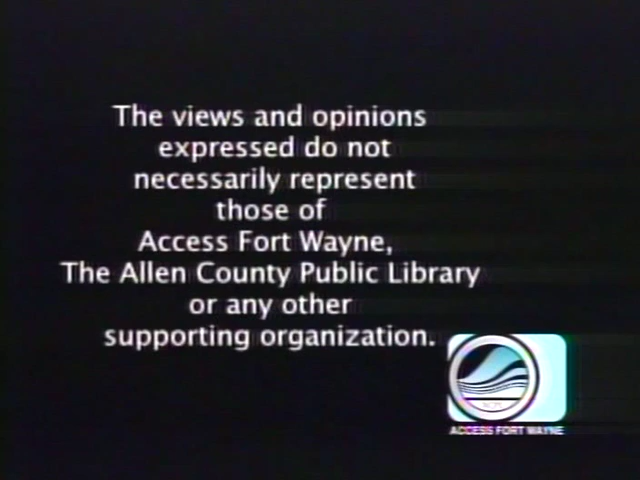 The views and opinions
expressed do not
necessarily represent
those of
Access Fort Wayne,
The Allen County Public Library
or any other
supporting organization.
ACCESS FORT WAYNE